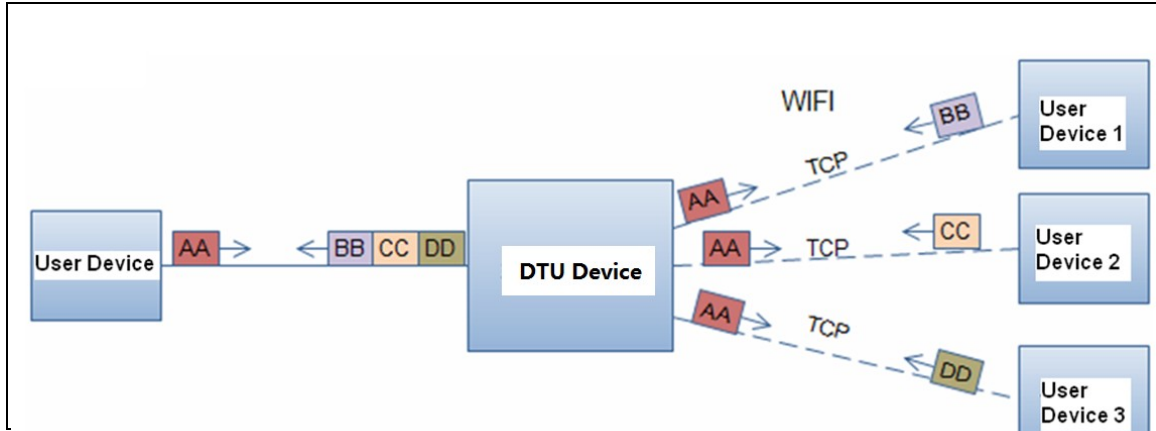 WIFI
BB
User
Device 1
TCP
AA
User Device
AA
BB CC DD
DTU Device
AA
TCP
CC
User
Device 2
AA
TCP
DD
User
Device 3